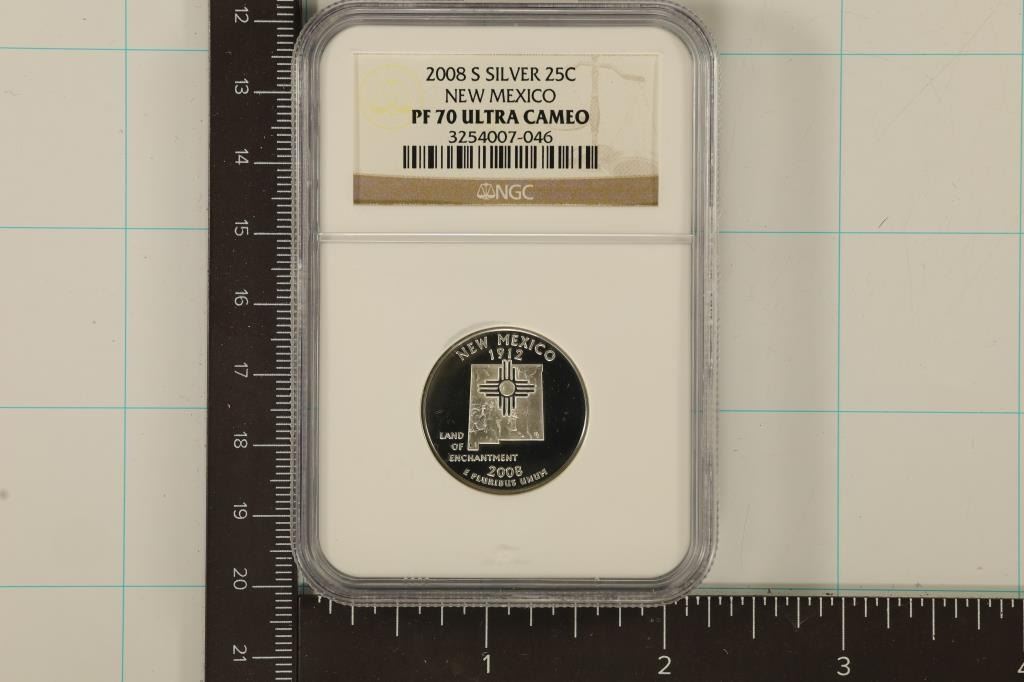 2008 S SILVER 25C
NEW MEXICO
PF 70 ULTRA CAMEO
3254007-046
NGC
NEW MEXICO
1912
LAND
OF
ENCHANTMENT
2008
E PLURIBUS UNUM
12
13
14
15
16
17
18
19
20
21
1
2
3
4